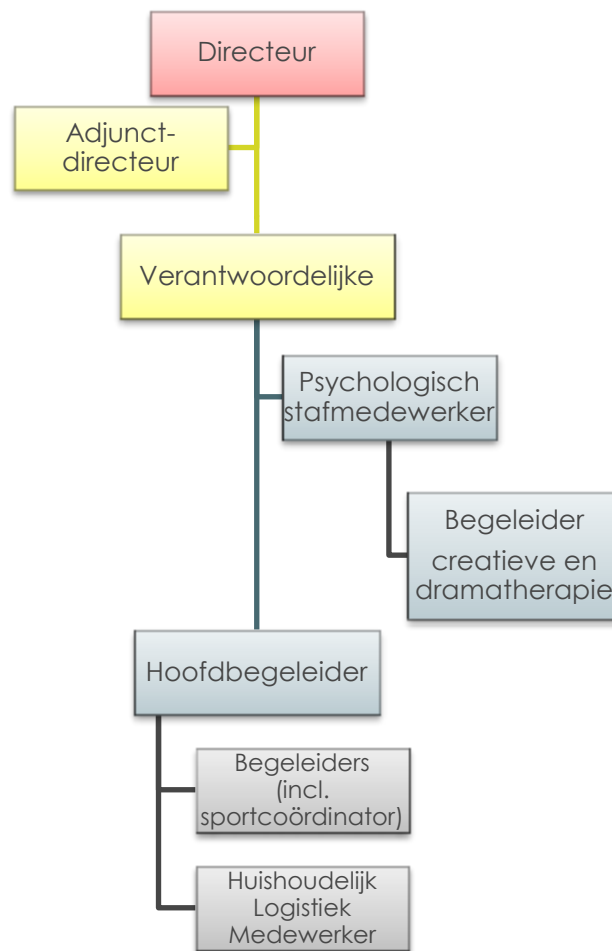 Directeur
Adjunct-
directeur
Verantwoordelijke
Psychologisch
stafmedewerker
Begeleider
creatieve en
dramatherapie
Hoofdbegeleider
Begeleiders
(incl.
sportcoördinator)
Huishoudelijk
Logistiek
Medewerker